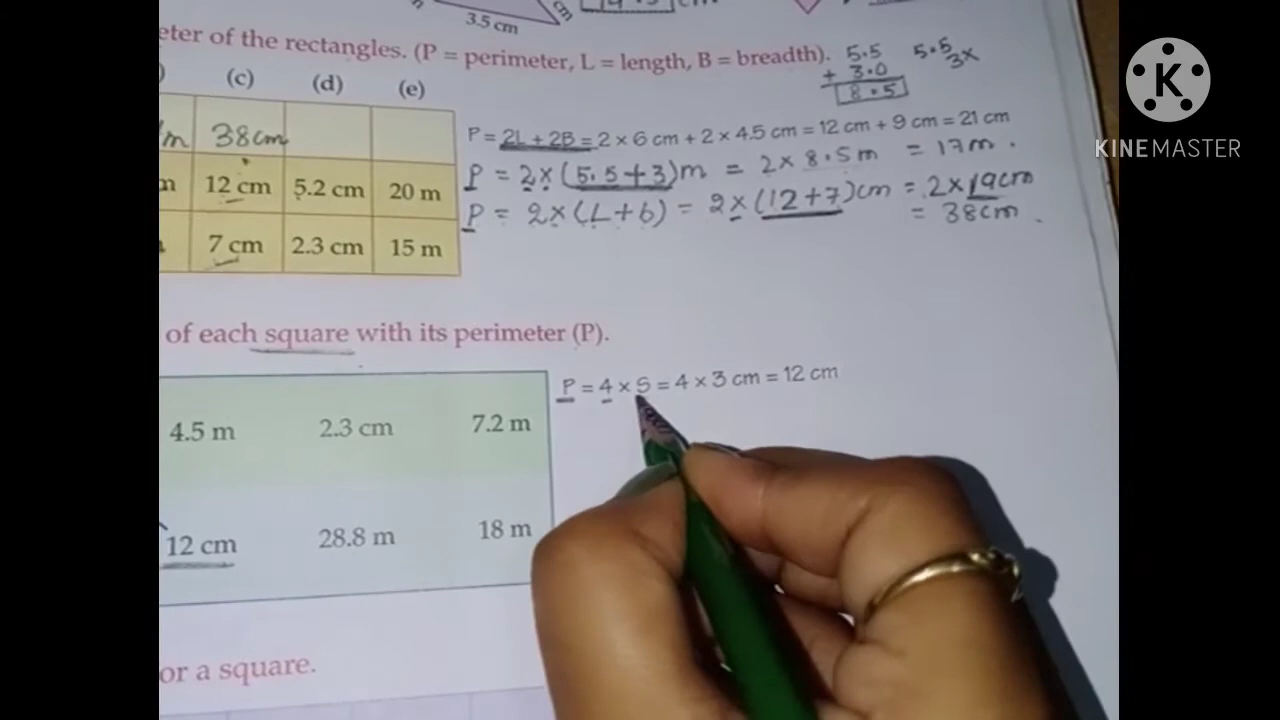 3.5 cm cm cm
eter of the rectangles. (P = perimeter, L = length, B = breadth).
5.5
+ 3.0
8.5
5.5
3x
(c) (d) (e)
m 38cm
12 cm 5.2 cm 20 m
7 cm 2.3 cm 15 m
P = 2L + 2B = 2 × 6 cm + 2 × 4.5 cm = 12 cm + 9 cm = 21 cm
P = 2 × (5.5+3)m = 2 × 8.5m = 17m.
P = 2×(L+b) = 2 × (12+7)cm = 2×19cm
= 38cm.
K
KINEMASTER
of each square with its perimeter (P).
P = 4 × S = 4 × 3 cm = 12 cm
4.5 m 2.3 cm 7.2 m
12 cm 28.8 m 18 m
or a square.